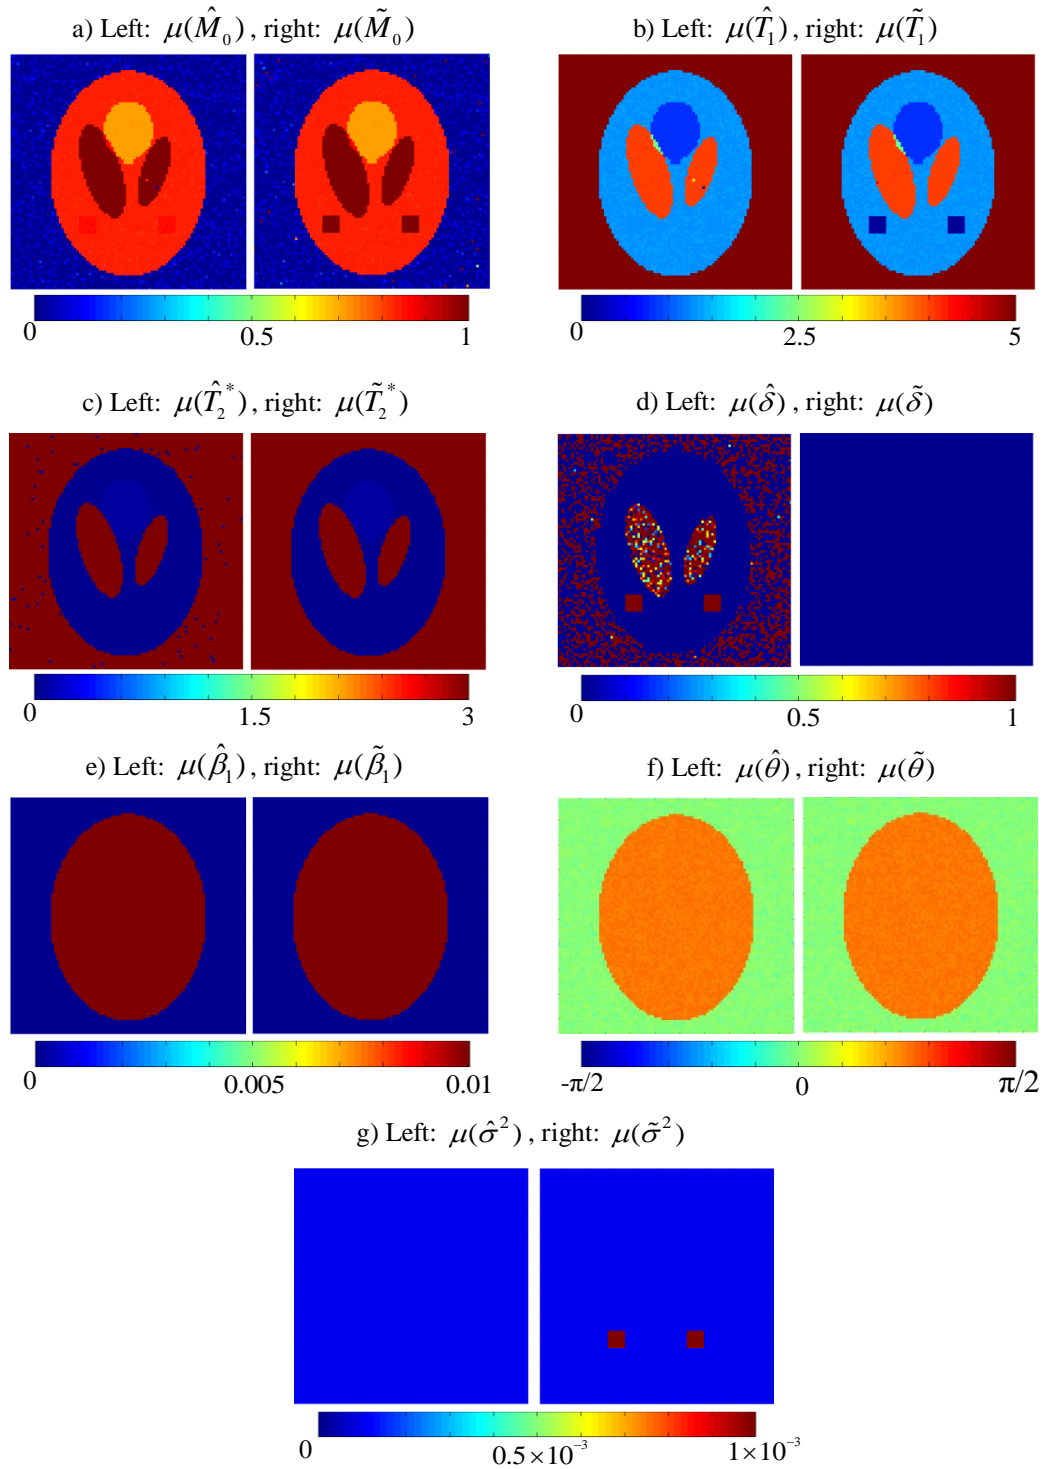 a) Left: μ(M̂₀), right: μ(M̃₀)
b) Left: μ(T̂₁), right: μ(T̃₁)
0 0.5 1
0 2.5 5
c) Left: μ(T̂₂*), right: μ(T̃₂*)
d) Left: μ(δ̂), right: μ(δ̃)
0 1.5 3
0 0.5 1
e) Left: μ(β̂₁), right: μ(β̃₁)
f) Left: μ(θ̂), right: μ(θ̃)
0 0.005 0.01
-π/2 0 π/2
g) Left: μ(σ̂²), right: μ(σ̃²)
0 0.5×10⁻³ 1×10⁻³